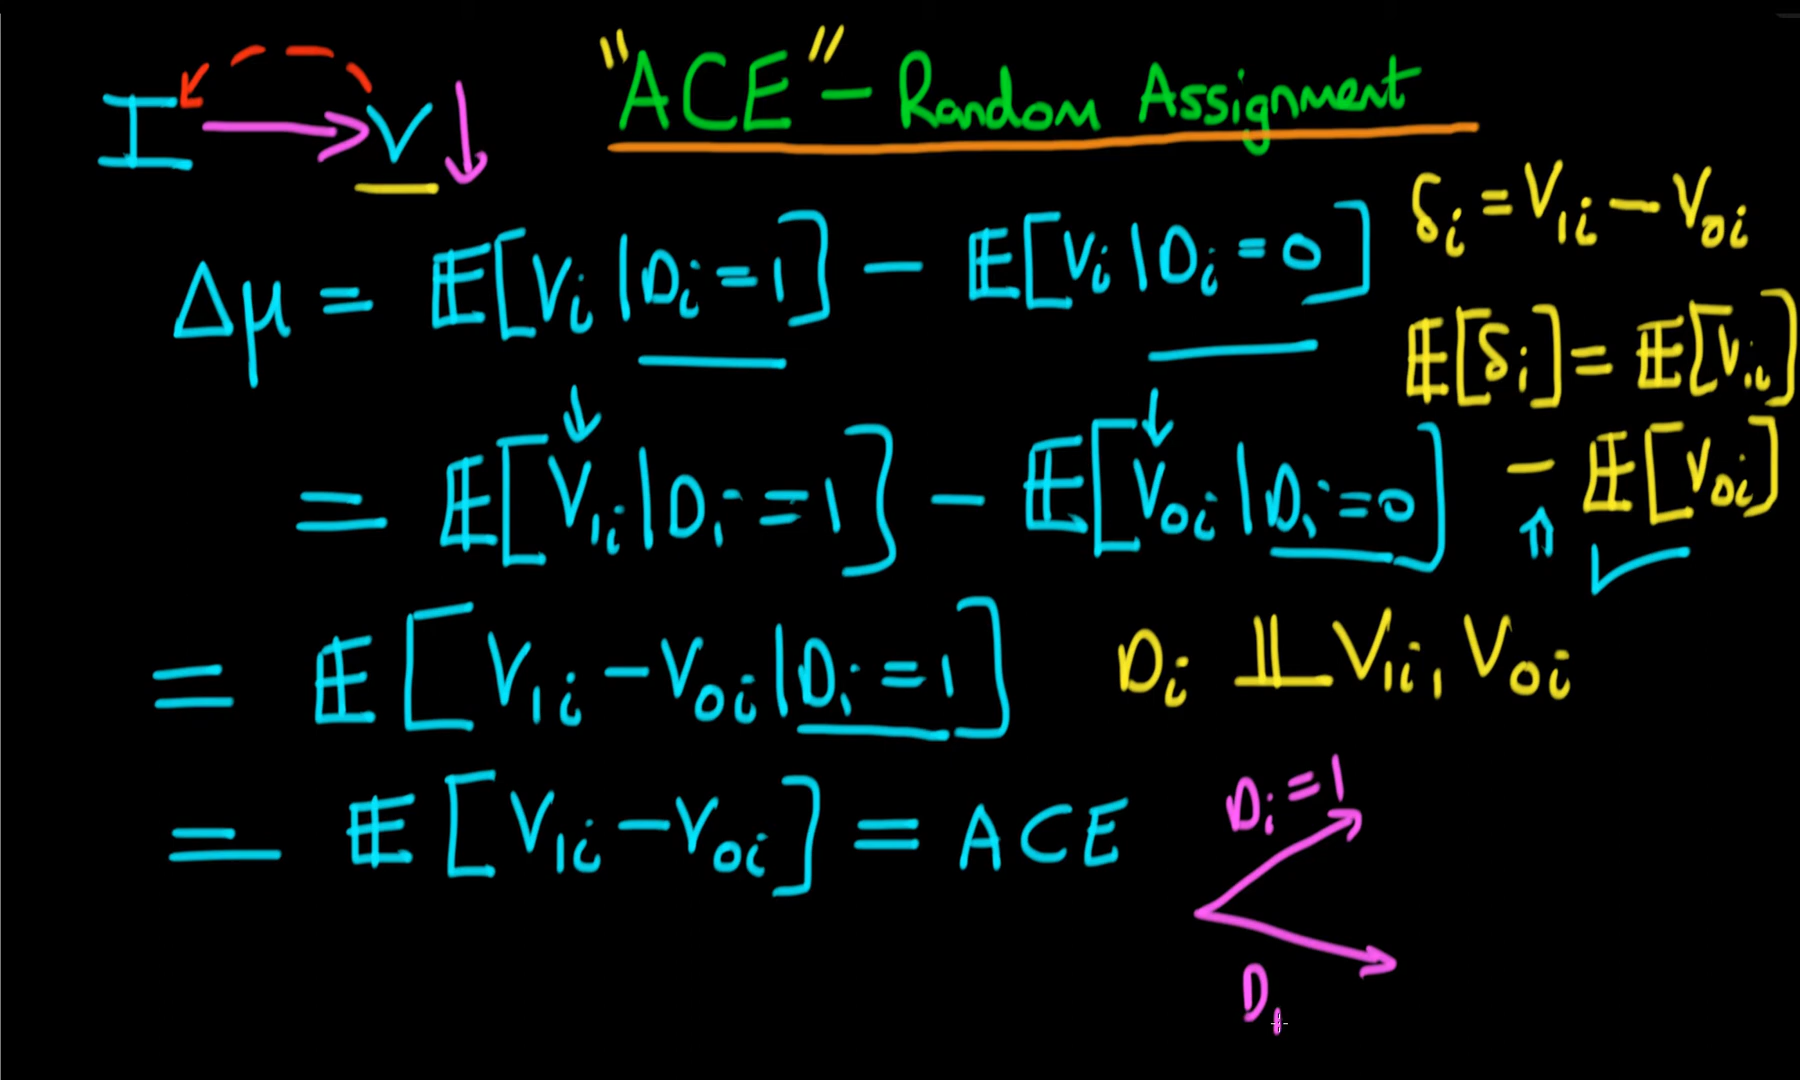 I → V ↓
"ACE" - Random Assignment
δᵢ = V₁ᵢ - V₀ᵢ
Δμ = 𝔼[Vᵢ | Dᵢ = 1] - 𝔼[Vᵢ | Dᵢ = 0]
𝔼[δᵢ] = 𝔼[V₁ᵢ]
- 𝔼[V₀ᵢ]
= 𝔼[V₁ᵢ | Dᵢ = 1] - 𝔼[V₀ᵢ | Dᵢ = 0]
= 𝔼[V₁ᵢ - V₀ᵢ | Dᵢ = 1]
Dᵢ ⫫ V₁ᵢ, V₀ᵢ
= 𝔼[V₁ᵢ - V₀ᵢ] = ACE
Dᵢ = 1
Dᵢ